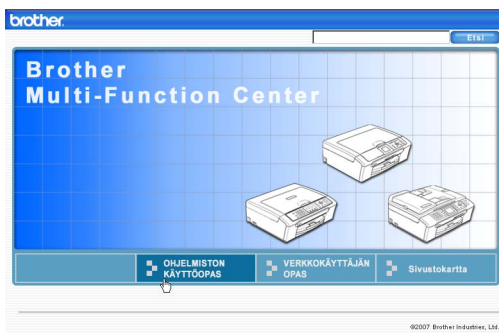 brother.
Etsi
Brother
Multi-Function Center
OHJELMISTON
KÄYTTÖOPAS
VERKKOKÄYTTÄJÄN
OPAS
Sivustokartta
©2007 Brother Industries, Ltd.